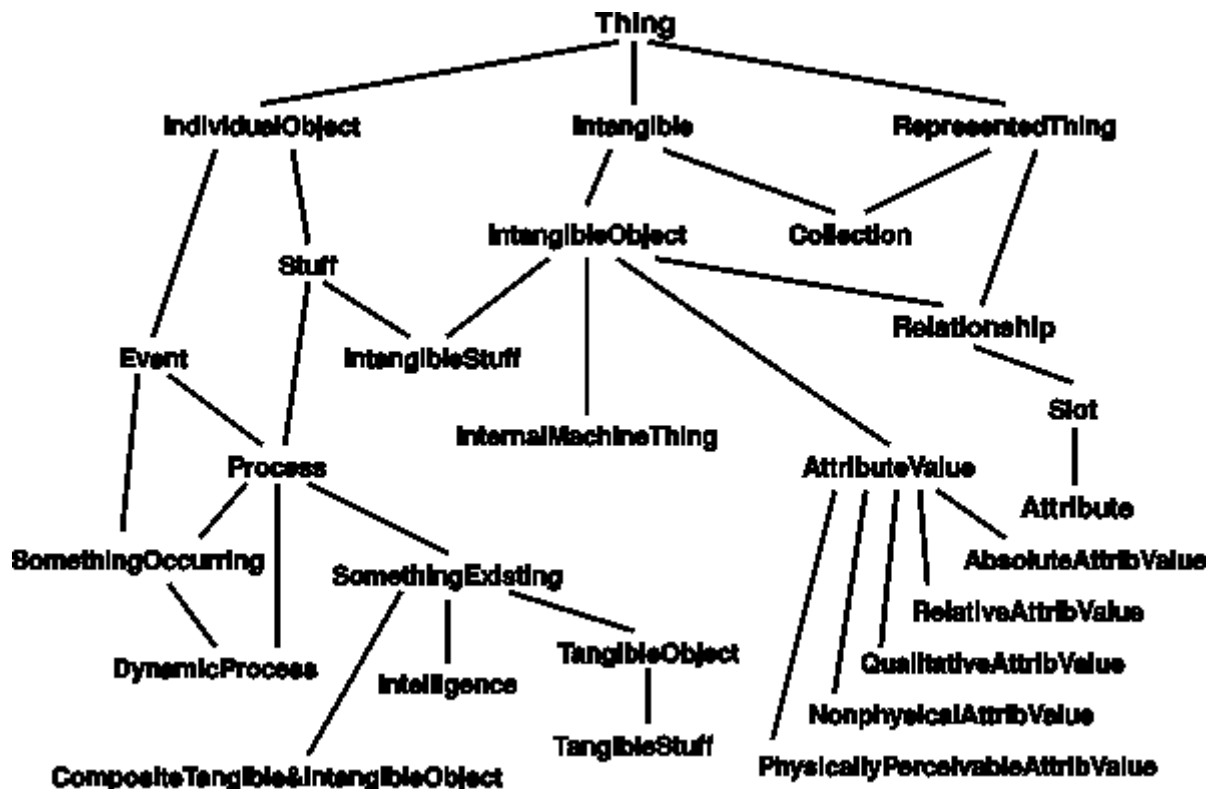 Thing
IndividualObject
Intangible
RepresentedThing
IntangibleObject
Collection
Stuff
Relationship
Event
IntangibleStuff
Slot
InternalMachineThing
Process
AttributeValue
Attribute
SomethingOccurring
SomethingExisting
AbsoluteAttribValue
RelativeAttribValue
DynamicProcess
Intelligence
TangibleObject
QualitativeAttribValue
NonphysicalAttribValue
TangibleStuff
CompositeTangible&IntangibleObject
PhysicallyPerceivableAttribValue